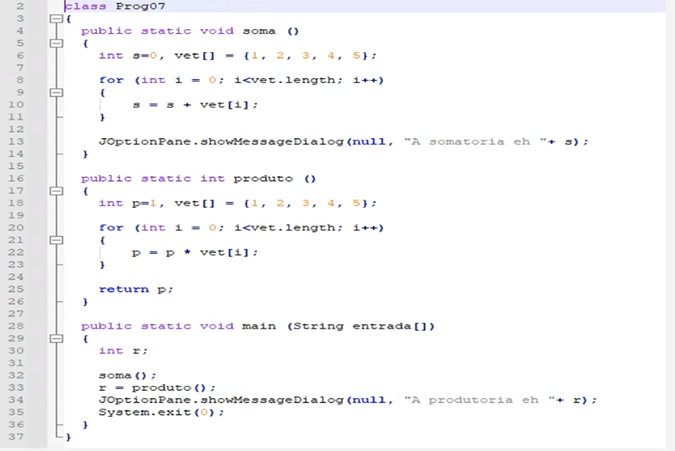 2 class Prog07
3 {
4 public static void soma ()
5 {
6 int s=0, vet[] = {1, 2, 3, 4, 5};
7
8 for (int i = 0; i<vet.length; i++)
9 {
10 s = s + vet[i];
11 }
12
13 JOptionPane.showMessageDialog(null, "A somatoria eh "+ s);
14 }
15
16 public static int produto ()
17 {
18 int p=1, vet[] = {1, 2, 3, 4, 5};
19
20 for (int i = 0; i<vet.length; i++)
21 {
22 p = p * vet[i];
23 }
24
25 return p;
26 }
27
28 public static void main (String entrada[])
29 {
30 int r;
31
32 soma();
33 r = produto();
34 JOptionPane.showMessageDialog(null, "A produtoria eh "+ r);
35 System.exit(0);
36 }
37 }